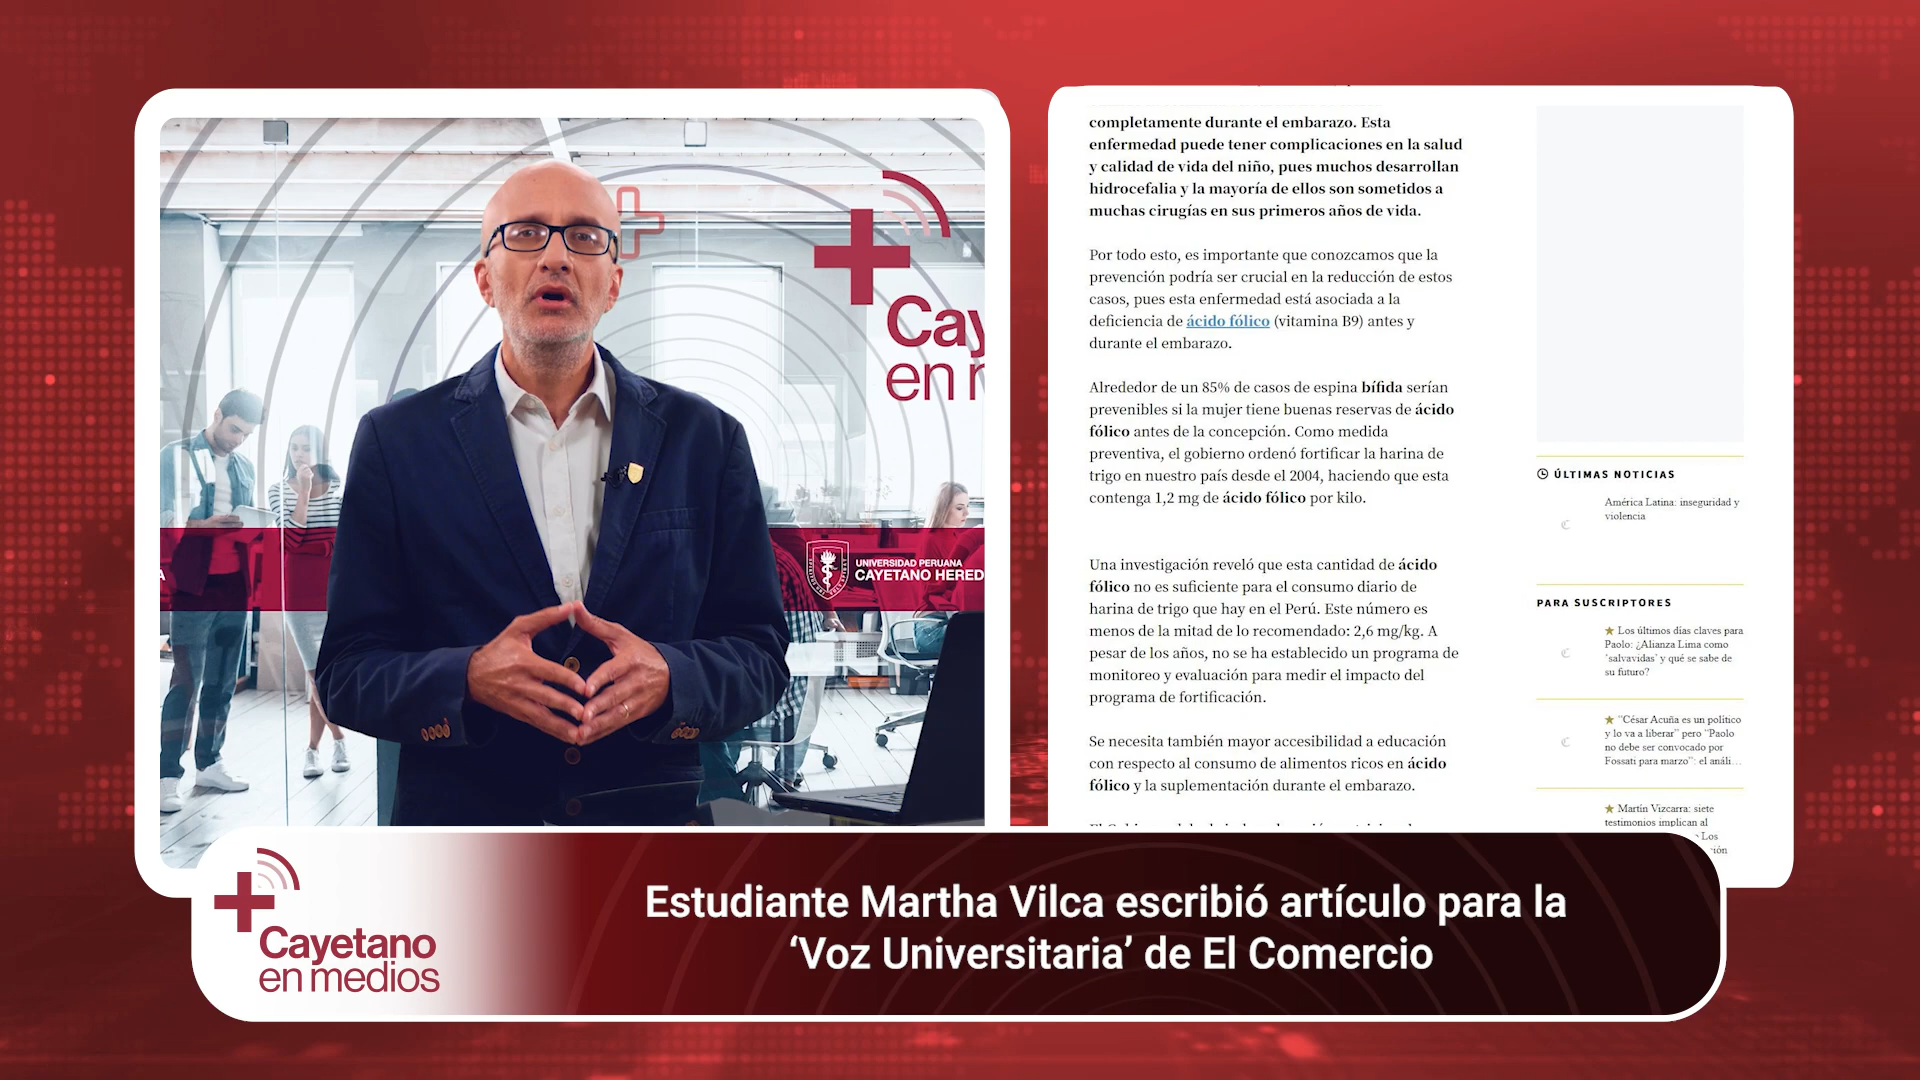 Cay
en
UNIVERSIDAD PERUANA
CAYETANO HERED
completamente durante el embarazo. Esta
enfermedad puede tener complicaciones en la salud
y calidad de vida del niño, pues muchos desarrollan
hidrocefalia y la mayoría de ellos son sometidos a
muchas cirugías en sus primeros años de vida.
Por todo esto, es importante que conozcamos que la
prevención podría ser crucial en la reducción de estos
casos, pues esta enfermedad está asociada a la
deficiencia de ácido fólico (vitamina B9) antes y
durante el embarazo.
Alrededor de un 85% de casos de espina bífida serían
prevenibles si la mujer tiene buenas reservas de ácido
fólico antes de la concepción. Como medida
preventiva, el gobierno ordenó fortificar la harina de
trigo en nuestro país desde el 2004, haciendo que esta
contenga 1,2 mg de ácido fólico por kilo.
Una investigación reveló que esta cantidad de ácido
fólico no es suficiente para el consumo diario de
harina de trigo que hay en el Perú. Este número es
menos de la mitad de lo recomendado: 2,6 mg/kg. A
pesar de los años, no se ha establecido un programa de
monitoreo y evaluación para medir el impacto del
programa de fortificación.
Se necesita también mayor accesibilidad a educación
con respecto al consumo de alimentos ricos en ácido
fólico y la suplementación durante el embarazo.
ÚLTIMAS NOTICIAS
América Latina: inseguridad y
violencia
PARA SUSCRIPTORES
★ Los últimos días claves para
Paolo: ¿Alianza Lima como
‘salvavidas’ y qué se sabe de
su futuro?
★ “César Acuña es un político
y lo va a liberar” pero “Paolo
no debe ser convocado por
Fossati para marzo”: el análi…
★ Martín Vizcarra: siete
testimonios implican al
Los
Cayetano
en medios
Estudiante Martha Vilca escribió artículo para la
‘Voz Universitaria’ de El Comercio